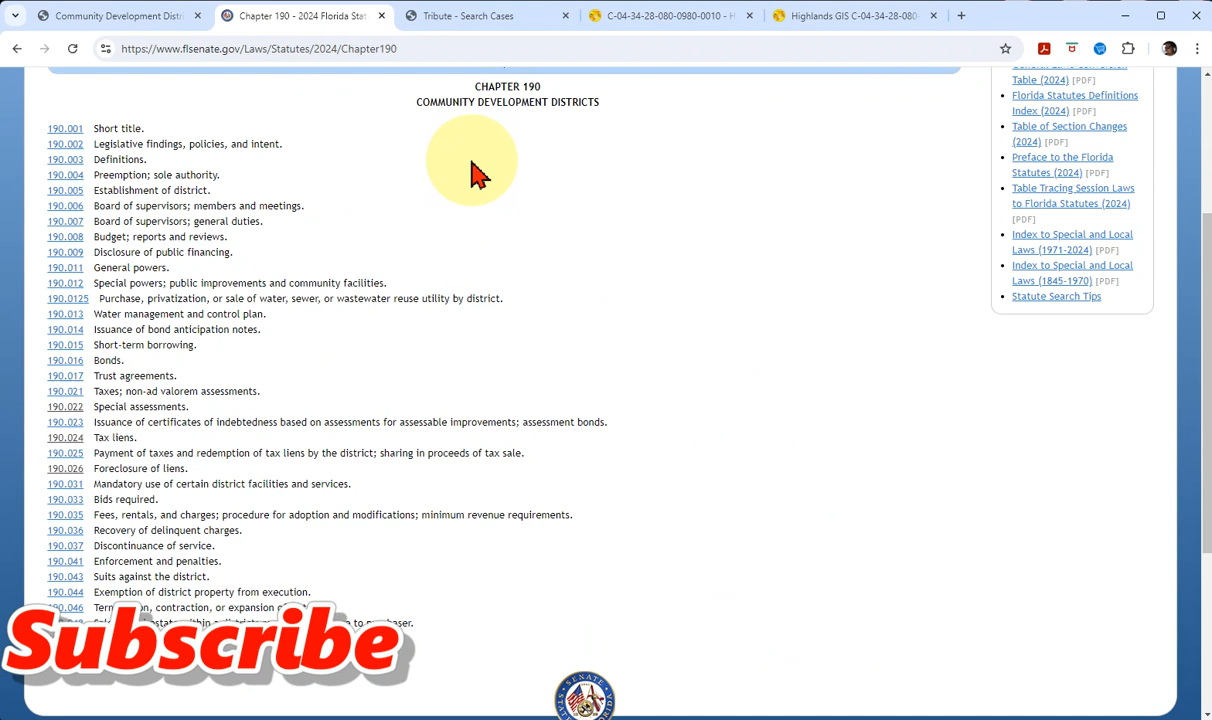 Community Development Distri
Chapter 190 - 2024 Florida Stat
Tribute - Search Cases
C-04-34-28-080-0980-0010 - H
Highlands GIS C-04-34-28-080-
https://www.flsenate.gov/Laws/Statutes/2024/Chapter190
CHAPTER 190
COMMUNITY DEVELOPMENT DISTRICTS
190.001 Short title.
190.002 Legislative findings, policies, and intent.
190.003 Definitions.
190.004 Preemption; sole authority.
190.005 Establishment of district.
190.006 Board of supervisors; members and meetings.
190.007 Board of supervisors; general duties.
190.008 Budget; reports and reviews.
190.009 Disclosure of public financing.
190.011 General powers.
190.012 Special powers; public improvements and community facilities.
190.0125 Purchase, privatization, or sale of water, sewer, or wastewater reuse utility by district.
190.013 Water management and control plan.
190.014 Issuance of bond anticipation notes.
190.015 Short-term borrowing.
190.016 Bonds.
190.017 Trust agreements.
190.021 Taxes; non-ad valorem assessments.
190.022 Special assessments.
190.023 Issuance of certificates of indebtedness based on assessments for assessable improvements; assessment bonds.
190.024 Tax liens.
190.025 Payment of taxes and redemption of tax liens by the district; sharing in proceeds of tax sale.
190.026 Foreclosure of liens.
190.031 Mandatory use of certain district facilities and services.
190.033 Bids required.
190.035 Fees, rentals, and charges; procedure for adoption and modifications; minimum revenue requirements.
190.036 Recovery of delinquent charges.
190.037 Discontinuance of service.
190.041 Enforcement and penalties.
190.043 Suits against the district.
190.044 Exemption of district property from execution.
.046 contraction, or expansion of
to purchaser.
Subscribe
Table (2024) [PDF]
Florida Statutes Definitions
Index (2024) [PDF]
Table of Section Changes
(2024) [PDF]
Preface to the Florida
Statutes (2024) [PDF]
Table Tracing Session Laws
to Florida Statutes (2024)
[PDF]
Index to Special and Local
Laws (1971-2024) [PDF]
Index to Special and Local
Laws (1845-1970) [PDF]
Statute Search Tips
SENATE